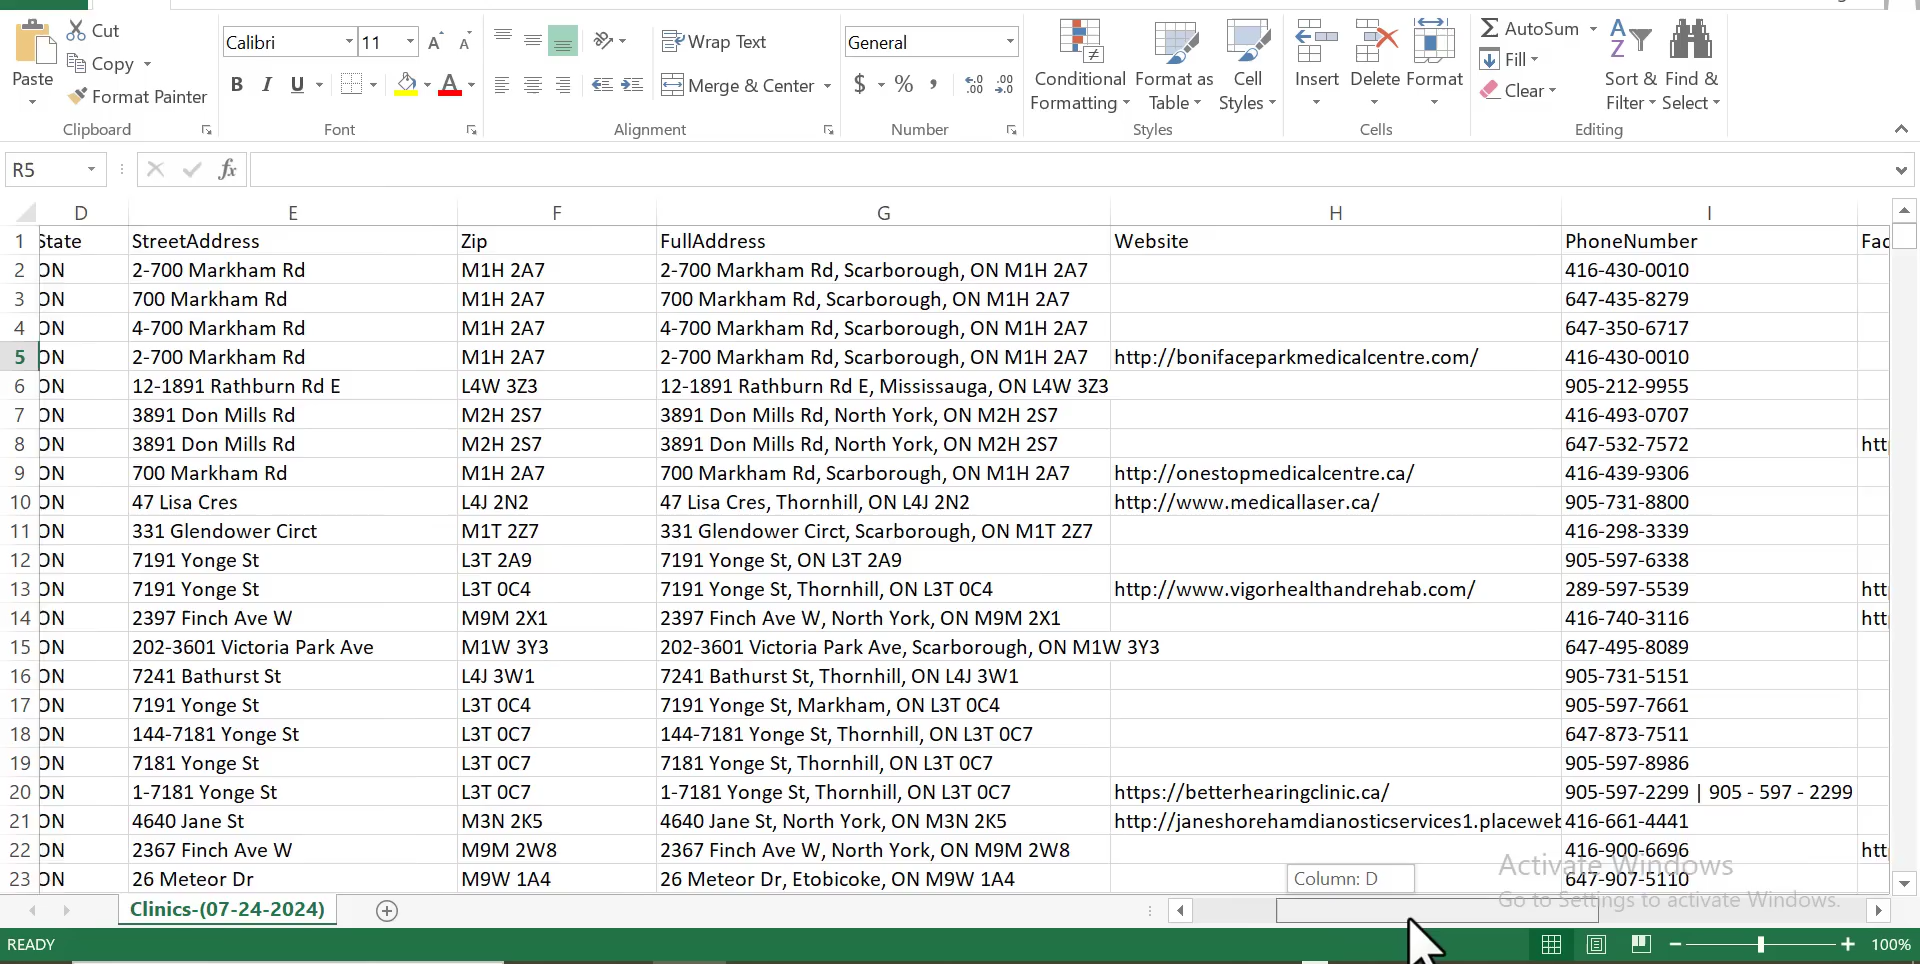 Paste
Cut
Copy
Format Painter
Clipboard
Calibri 11
A A
B I U A
Font
Wrap Text
Merge & Center
Alignment
General
$ % ,
Number
Conditional Formatting
Format as Table
Cell Styles
Styles
Insert
Delete
Format
Cells
AutoSum
Fill
Clear
Sort & Filter
Find & Select
Editing
R5 fx
D E F G H I
1 State StreetAddress Zip FullAddress Website PhoneNumber Fac
2 ON 2-700 Markham Rd M1H 2A7 2-700 Markham Rd, Scarborough, ON M1H 2A7 416-430-0010
3 ON 700 Markham Rd M1H 2A7 700 Markham Rd, Scarborough, ON M1H 2A7 647-435-8279
4 ON 4-700 Markham Rd M1H 2A7 4-700 Markham Rd, Scarborough, ON M1H 2A7 647-350-6717
5 ON 2-700 Markham Rd M1H 2A7 2-700 Markham Rd, Scarborough, ON M1H 2A7 http://bonifaceparkmedicalcentre.com/ 416-430-0010
6 ON 12-1891 Rathburn Rd E L4W 3Z3 12-1891 Rathburn Rd E, Mississauga, ON L4W 3Z3 905-212-9955
7 ON 3891 Don Mills Rd M2H 2S7 3891 Don Mills Rd, North York, ON M2H 2S7 416-493-0707
8 ON 3891 Don Mills Rd M2H 2S7 3891 Don Mills Rd, North York, ON M2H 2S7 647-532-7572 htt
9 ON 700 Markham Rd M1H 2A7 700 Markham Rd, Scarborough, ON M1H 2A7 http://onestopmedicalcentre.ca/ 416-439-9306
10 ON 47 Lisa Cres L4J 2N2 47 Lisa Cres, Thornhill, ON L4J 2N2 http://www.medicallaser.ca/ 905-731-8800
11 ON 331 Glendower Circt M1T 2Z7 331 Glendower Circt, Scarborough, ON M1T 2Z7 416-298-3339
12 ON 7191 Yonge St L3T 2A9 7191 Yonge St, ON L3T 2A9 905-597-6338
13 ON 7191 Yonge St L3T 0C4 7191 Yonge St, Thornhill, ON L3T 0C4 http://www.vigorhealthandrehab.com/ 289-597-5539 htt
14 ON 2397 Finch Ave W M9M 2X1 2397 Finch Ave W, North York, ON M9M 2X1 416-740-3116 htt
15 ON 202-3601 Victoria Park Ave M1W 3Y3 202-3601 Victoria Park Ave, Scarborough, ON M1W 3Y3 647-495-8089
16 ON 7241 Bathurst St L4J 3W1 7241 Bathurst St, Thornhill, ON L4J 3W1 905-731-5151
17 ON 7191 Yonge St L3T 0C4 7191 Yonge St, Markham, ON L3T 0C4 905-597-7661
18 ON 144-7181 Yonge St L3T 0C7 144-7181 Yonge St, Thornhill, ON L3T 0C7 647-873-7511
19 ON 7181 Yonge St L3T 0C7 7181 Yonge St, Thornhill, ON L3T 0C7 905-597-8986
20 ON 1-7181 Yonge St L3T 0C7 1-7181 Yonge St, Thornhill, ON L3T 0C7 https://betterhearingclinic.ca/ 905-597-2299 | 905 - 597 - 2299
21 ON 4640 Jane St M3N 2K5 4640 Jane St, North York, ON M3N 2K5 http://janeshorehamdianosticservices1.placeweb 416-661-4441
22 ON 2367 Finch Ave W M9M 2W8 2367 Finch Ave W, North York, ON M9M 2W8 416-900-6696 htt
23 ON 26 Meteor Dr M9W 1A4 26 Meteor Dr, Etobicoke, ON M9W 1A4 647-907-5110
Column: D
Activate Windows
Go to Settings to activate Windows.
Clinics-(07-24-2024)
READY
100%